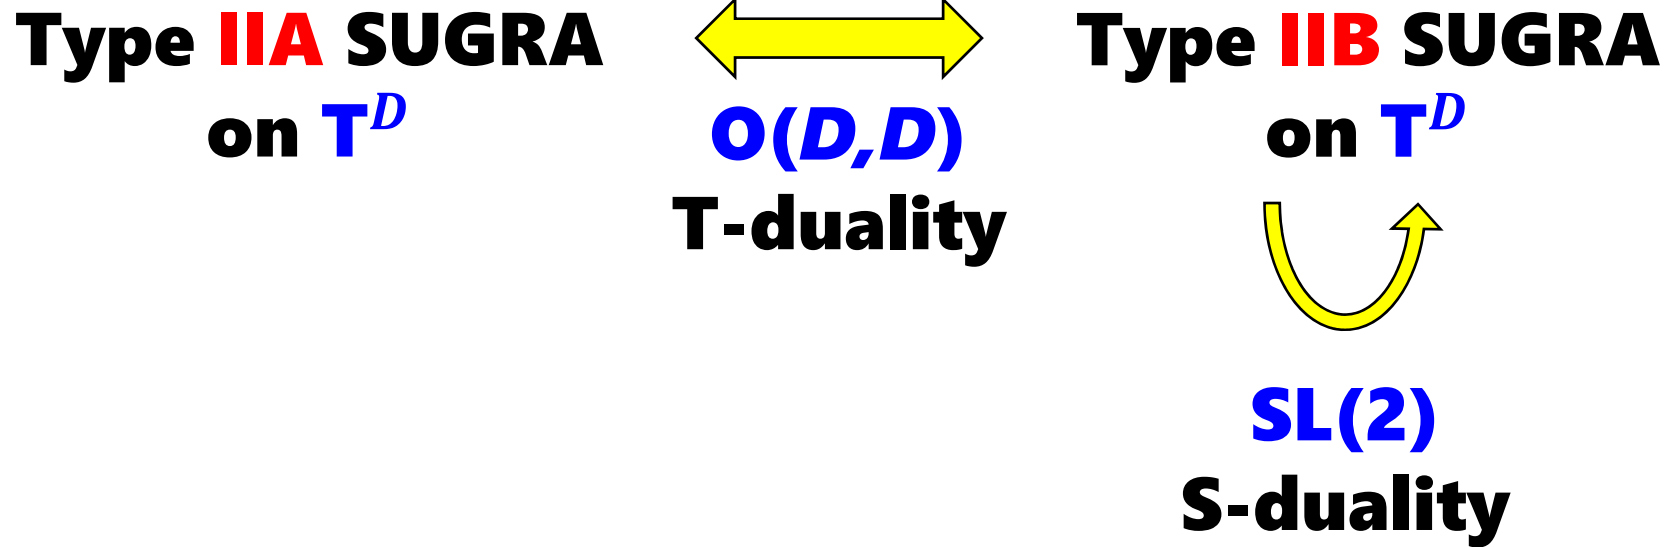 Type IIA SUGRA
on T^D
O(D,D)
T-duality
Type IIB SUGRA
on T^D
SL(2)
S-duality